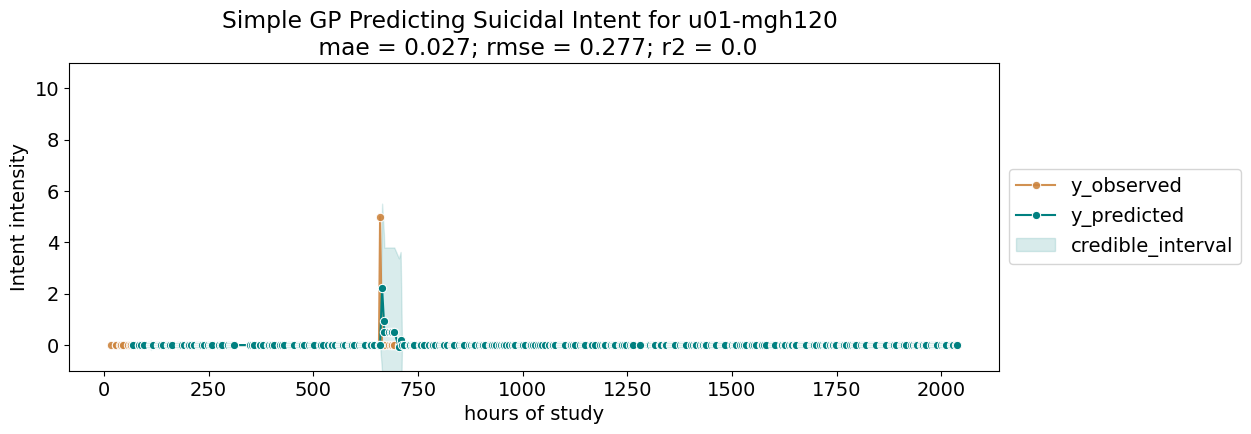 Simple GP Predicting Suicidal Intent for u01-mgh120
mae = 0.027; rmse = 0.277; r2 = 0.0
Intent intensity
10
8
6
4
2
0
0 250 500 750 1000 1250 1500 1750 2000
hours of study
y_observed
y_predicted
credible_interval